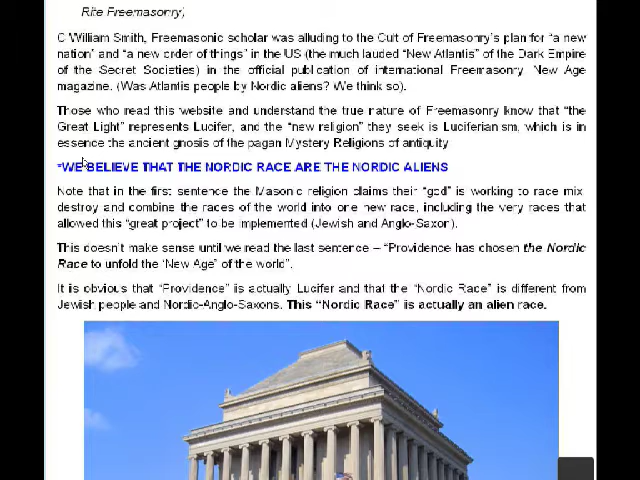 Rite Freemasonry)
C William Smith, Freemasonic scholar was alluding to the Cult of Freemasonry's plan for "a new
nation" and "a new order of things" in the US (the much lauded "New Atlantis" of the Dark Empire
of the Secret Societies) in the official publication of international Freemasonry New Age
magazine. (Was Atlantis people by Nordic aliens? We think so).
Those who read this website and understand the true nature of Freemasonry know that "the
Great Light" represents Lucifer, and the "new religion" they seek is Luciferianism, which is in
essence the ancient gnosis of the pagan Mystery Religions of antiquity
*WE BELIEVE THAT THE NORDIC RACE ARE THE NORDIC ALIENS
Note that in the first sentence the Masonic religion claims their "god" is working to race mix,
destroy and combine the races of the world into one new race, including the very races that
allowed this "great project" to be implemented (Jewish and Anglo-Saxon).
This doesn't make sense until we read the last sentence – "Providence has chosen the Nordic
Race to unfold the 'New Age' of the world".
It is obvious that "Providence" is actually Lucifer and that the "Nordic Race" is different from
Jewish people and Nordic-Anglo-Saxons. This "Nordic Race" is actually an alien race.